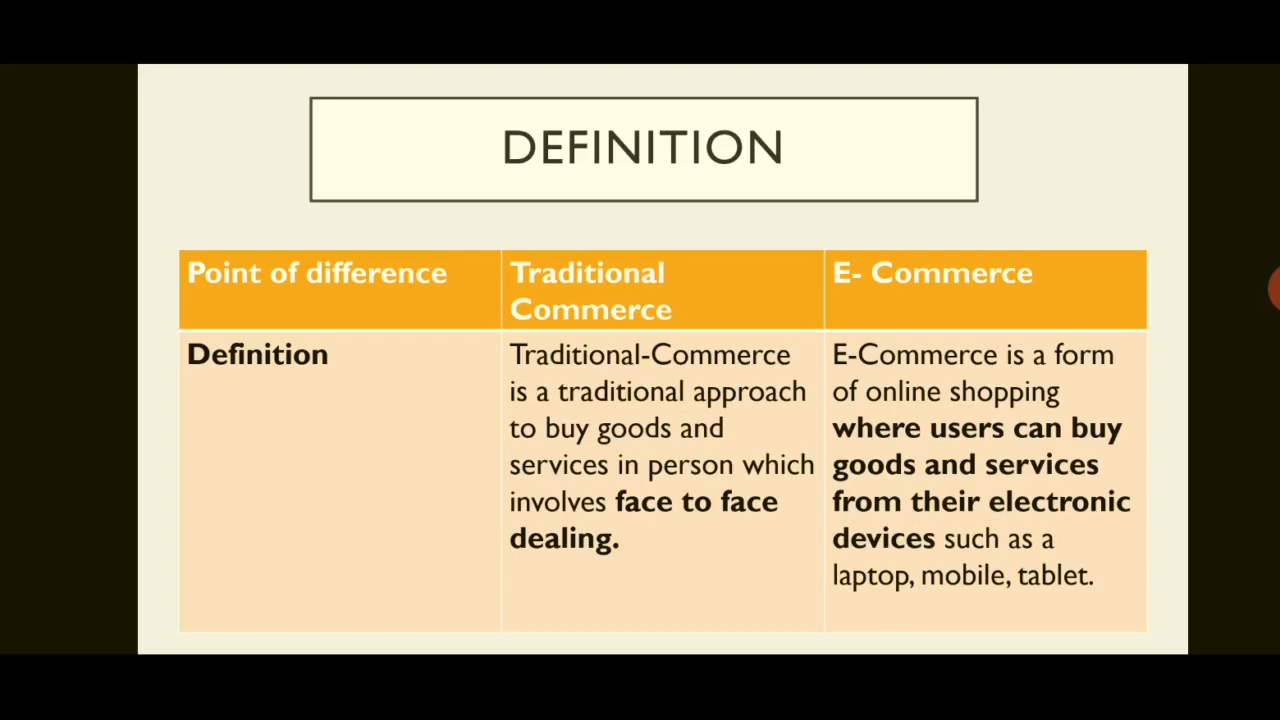 DEFINITION
Point of difference
Traditional
Commerce
E- Commerce
Definition
Traditional-Commerce
is a traditional approach
to buy goods and
services in person which
involves face to face
dealing.
E-Commerce is a form
of online shopping
where users can buy
goods and services
from their electronic
devices such as a
laptop, mobile, tablet.